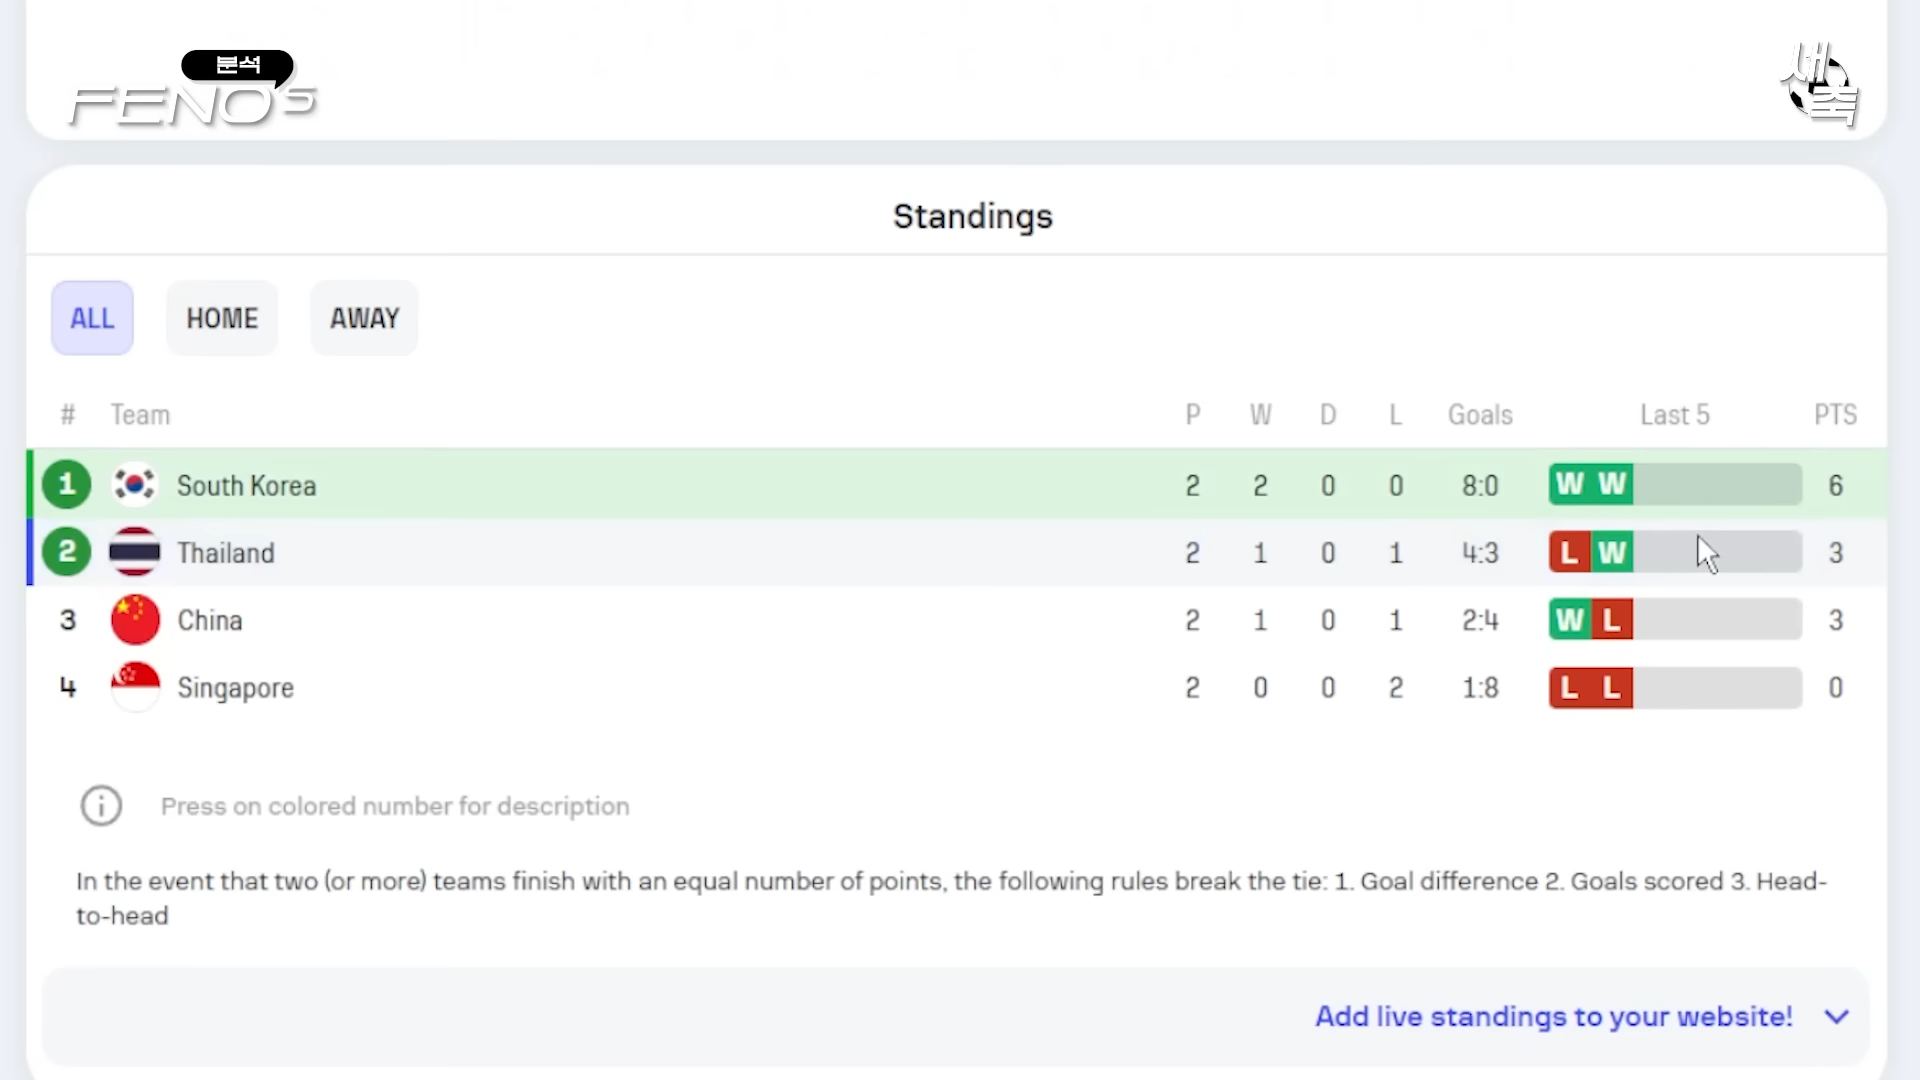 분석
FENO's
새축
Standings
ALL HOME AWAY
# Team P W D L Goals Last 5 PTS
1 South Korea 2 2 0 0 8:0 W W 6
2 Thailand 2 1 0 1 4:3 L W 3
3 China 2 1 0 1 2:4 W L 3
4 Singapore 2 0 0 2 1:8 L L 0
Press on colored number for description
In the event that two (or more) teams finish with an equal number of points, the following rules break the tie: 1. Goal difference 2. Goals scored 3. Head-
to-head
Add live standings to your website!